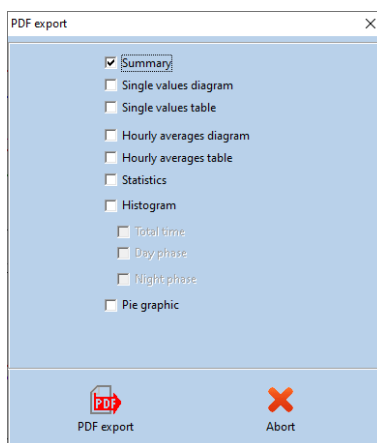 PDF export
Summary
Single values diagram
Single values table
Hourly averages diagram
Hourly averages table
Statistics
Histogram
Total time
Day phase
Night phase
Pie graphic
PDF
PDF export
Abort